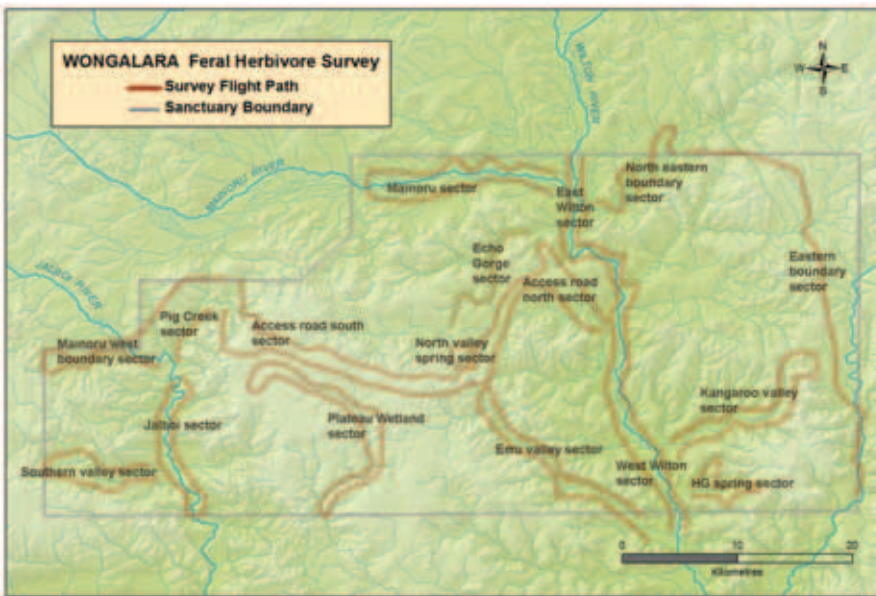 WONGALARA Feral Herbivore Survey
Survey Flight Path
Sanctuary Boundary
WILTON RIVER
N
W
E
S
MAINORU RIVER
Mainoru sector
North eastern
boundary
sector
East
Wilton
sector
Echo
Gorge
sector
Access road
north sector
Eastern
boundary
sector
JALBOI RIVER
Pig Creek
sector
Access road south
sector
Mainoru west
boundary sector
North valley
spring sector
Kangaroo valley
sector
Jalboi sector
Plateau Wetland
sector
Emu valley sector
Southern valley sector
West Wilton
sector
HG spring sector
0
10
20
Kilometres